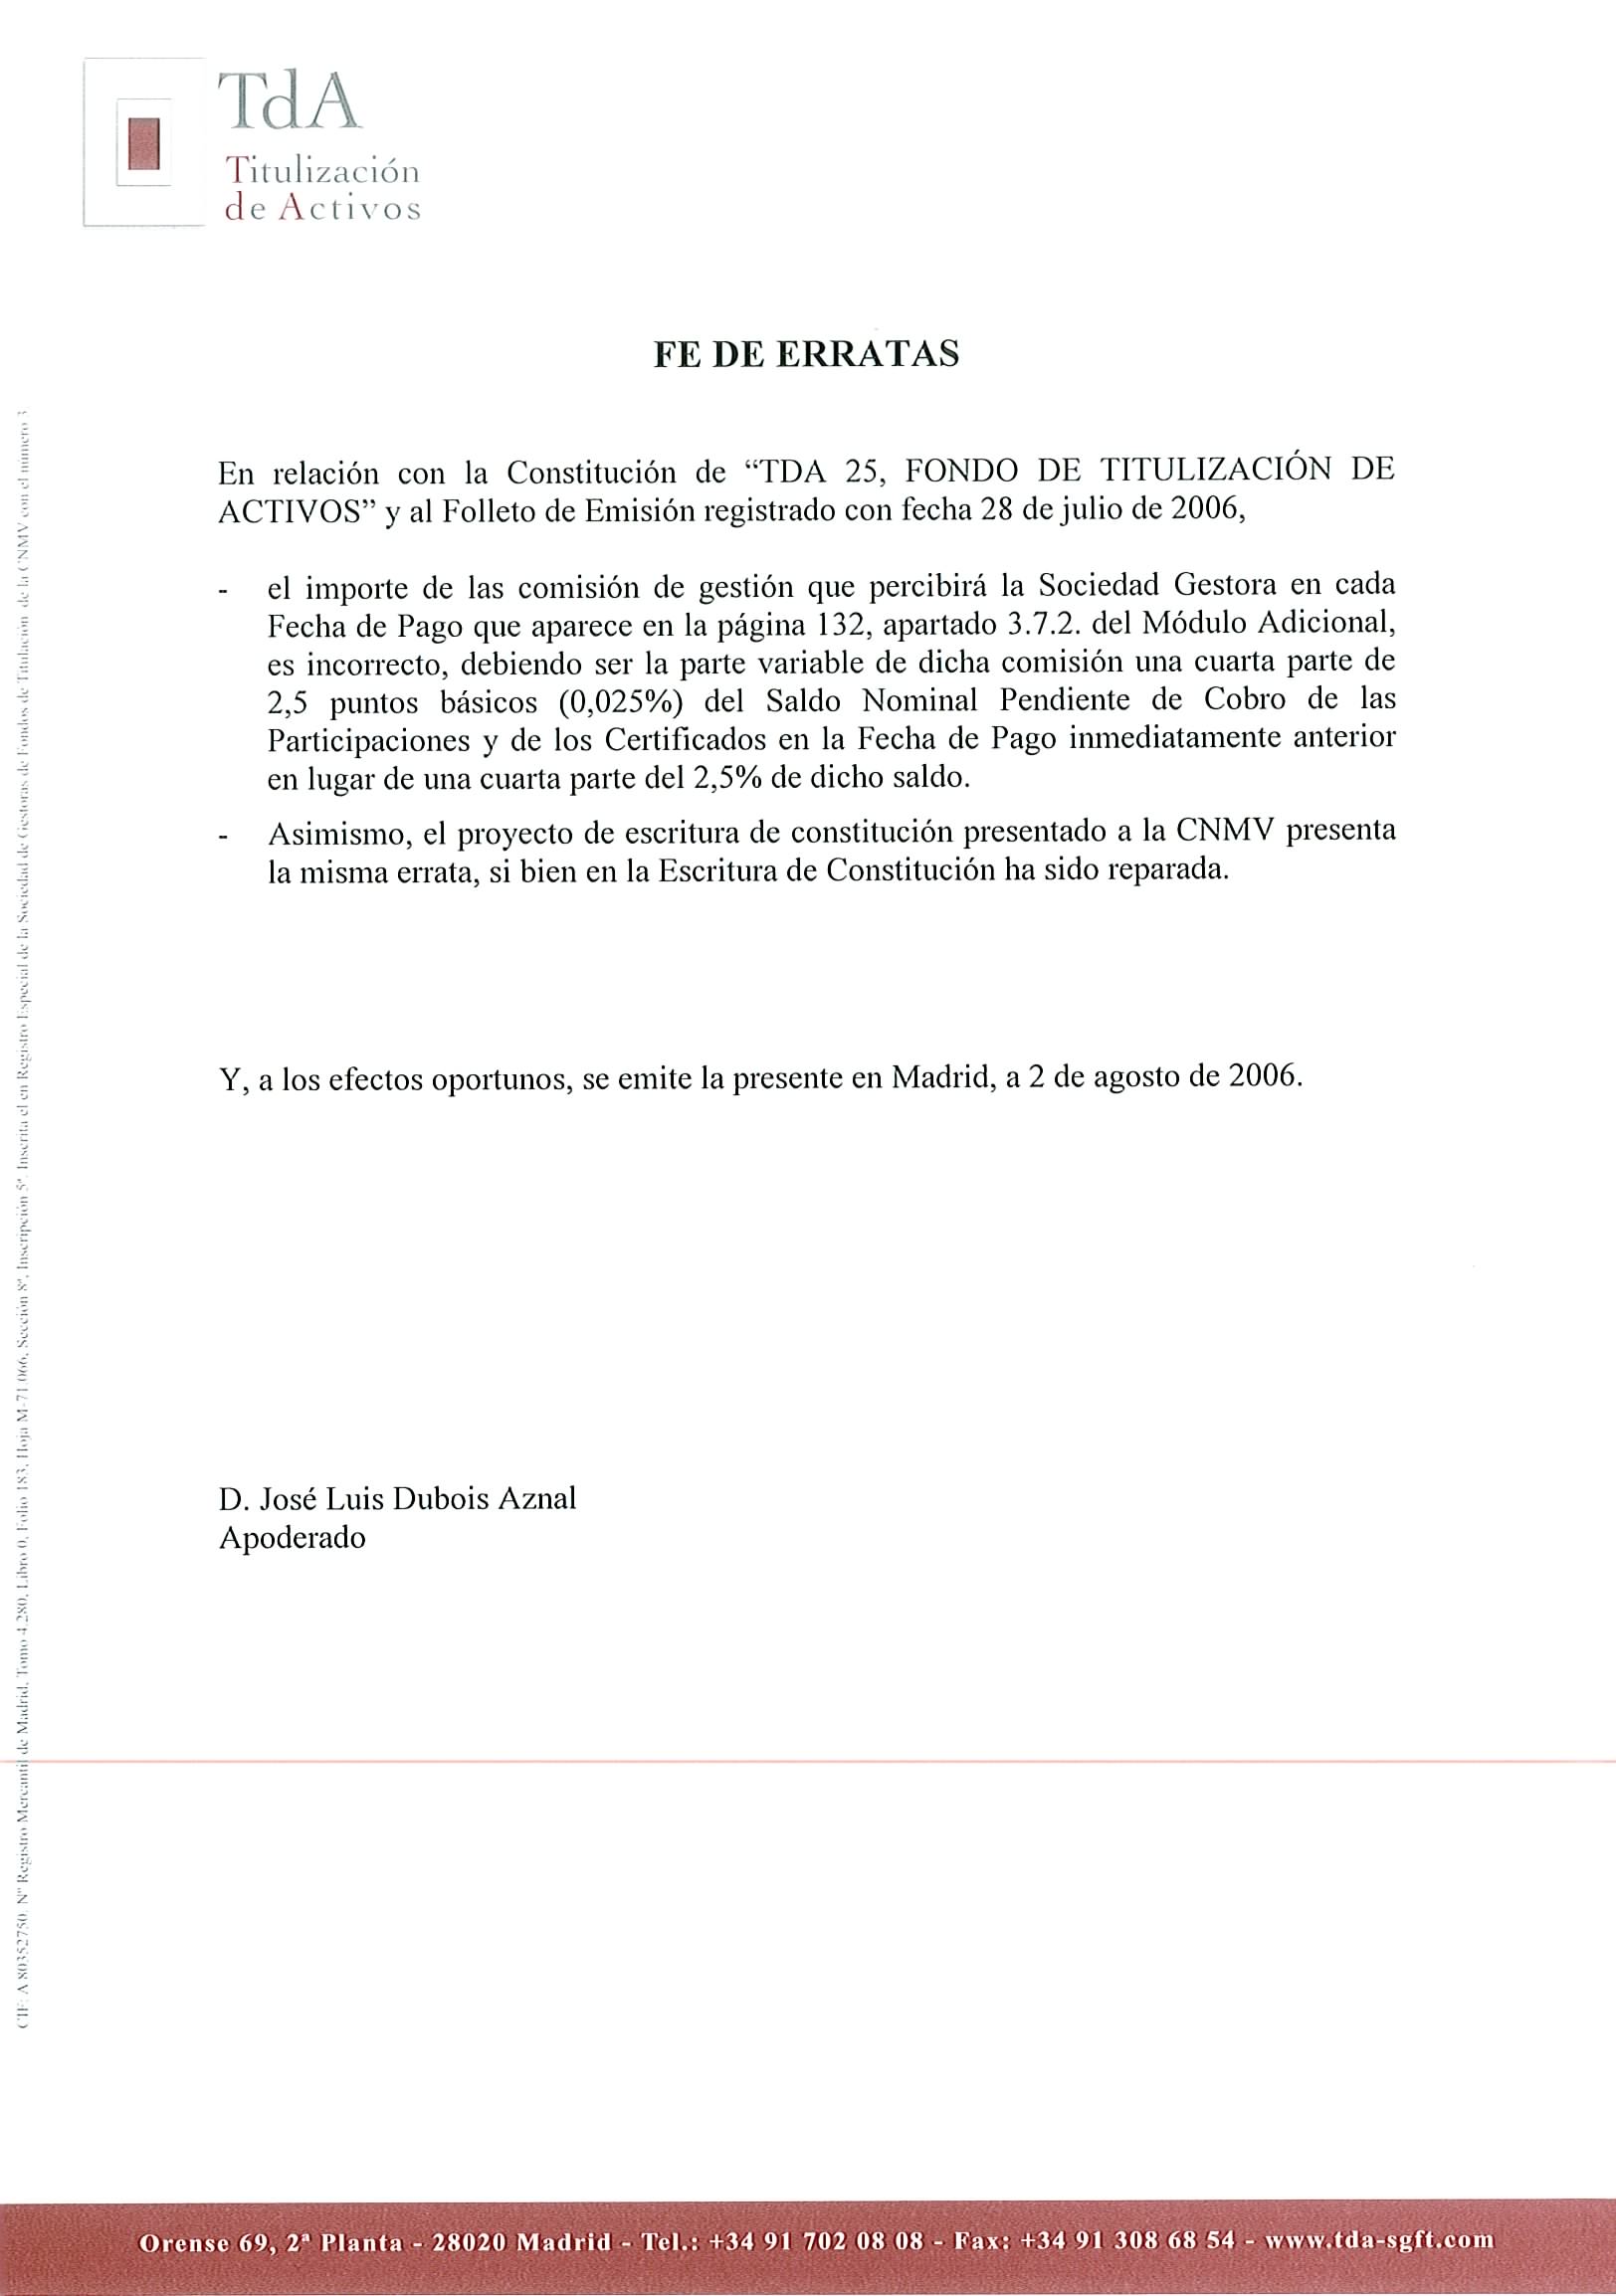 TdA
Titulización
de Activos
FE DE ERRATAS
En relación con la Constitución de “TDA 25, FONDO DE TITULIZACIÓN DE
ACTIVOS” y al Folleto de Emisión registrado con fecha 28 de julio de 2006,
- el importe de las comisión de gestión que percibirá la Sociedad Gestora en cada
Fecha de Pago que aparece en la página 132, apartado 3.7.2. del Módulo Adicional,
es incorrecto, debiendo ser la parte variable de dicha comisión una cuarta parte de
2,5 puntos básicos (0,025%) del Saldo Nominal Pendiente de Cobro de las
Participaciones y de los Certificados en la Fecha de Pago inmediatamente anterior
en lugar de una cuarta parte del 2,5% de dicho saldo.
- Asimismo, el proyecto de escritura de constitución presentado a la CNMV presenta
la misma errata, si bien en la Escritura de Constitución ha sido reparada.
Y, a los efectos oportunos, se emite la presente en Madrid, a 2 de agosto de 2006.
D. José Luis Dubois Aznal
Apoderado
CIF: A 80352750. Nº Registro Mercantil de Madrid, Tomo 4.280, Libro 0, Folio 183, Hoja M-71.066, Sección 8ª, Inscripción 5ª. Inscrita el en Registro Especial de la Sociedad de Gestoras de Fondos de Titulación de la CNMV con el numero 3
Orense 69, 2ª Planta - 28020 Madrid - Tel.: +34 91 702 08 08 - Fax: +34 91 308 68 54 - www.tda-sgft.com